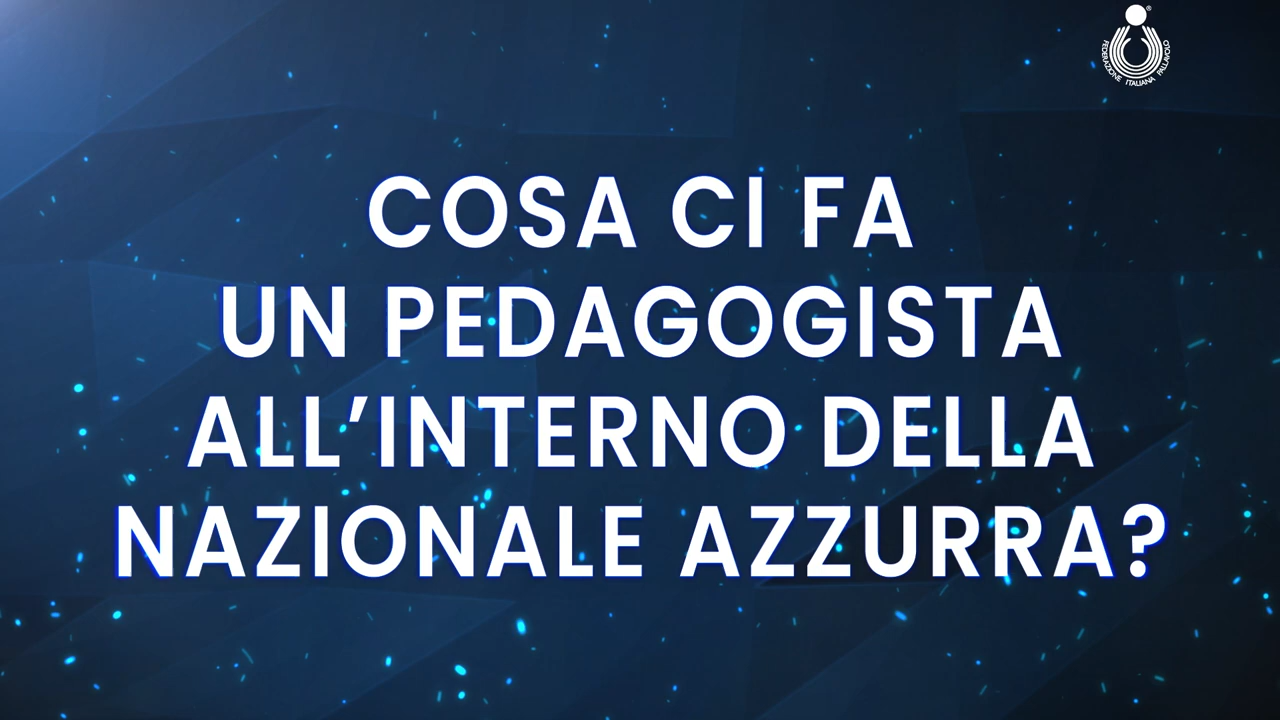 FEDERAZIONE ITALIANA PALLAVOLO
®
COSA CI FA
UN PEDAGOGISTA
ALL’INTERNO DELLA
NAZIONALE AZZURRA?